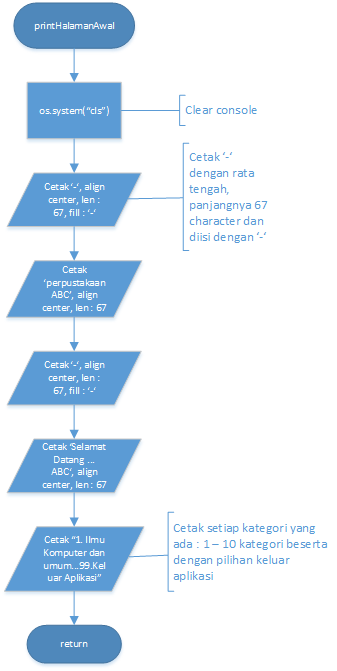 printHalamanAwal
os.system("cls")
Clear console
Cetak '-', align
center, len :
67, fill : '-'
Cetak '-'
dengan rata
tengah,
panjangnya 67
character dan
diisi dengan '-'
Cetak
'perpustakaan
ABC', align
center, len : 67
Cetak '-', align
center, len :
67, fill : '-'
Cetak 'Selamat
Datang ...
ABC', align
center, len : 67
Cetak "1. Ilmu
Komputer dan
umum...99.Kel
uar Aplikasi"
Cetak setiap kategori yang
ada : 1 – 10 kategori beserta
dengan pilihan keluar
aplikasi
return